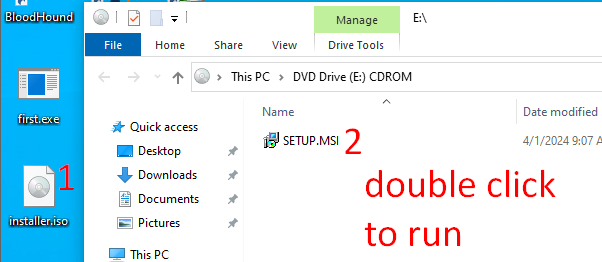 BloodHound
first.exe
1
installer.iso
Manage
E:\
File
Home
Share
View
Drive Tools
This PC
DVD Drive (E:) CDROM
Name
Date modified
Quick access
SETUP.MSI
2
4/1/2024 9:07 A
Desktop
Downloads
Documents
Pictures
This PC
double click
to run